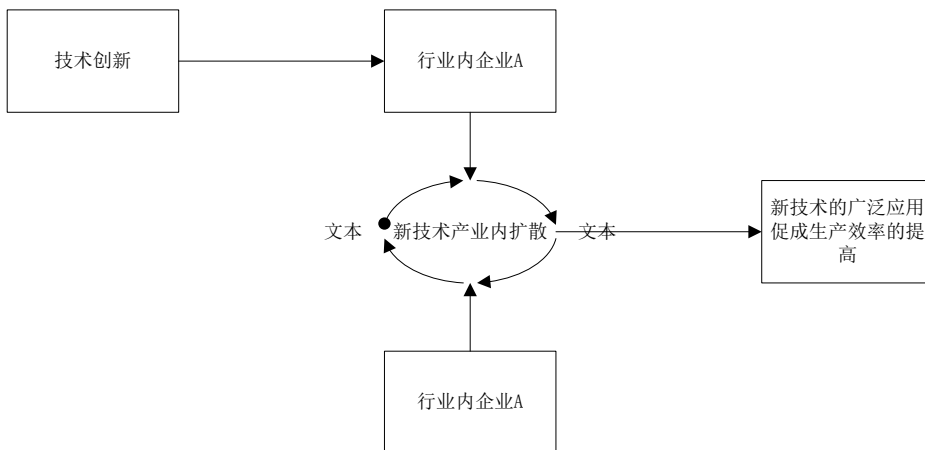 技术创新
行业内企业A
文本
新技术产业内扩散
文本
新技术的广泛应用
促成生产效率的提
高
行业内企业A